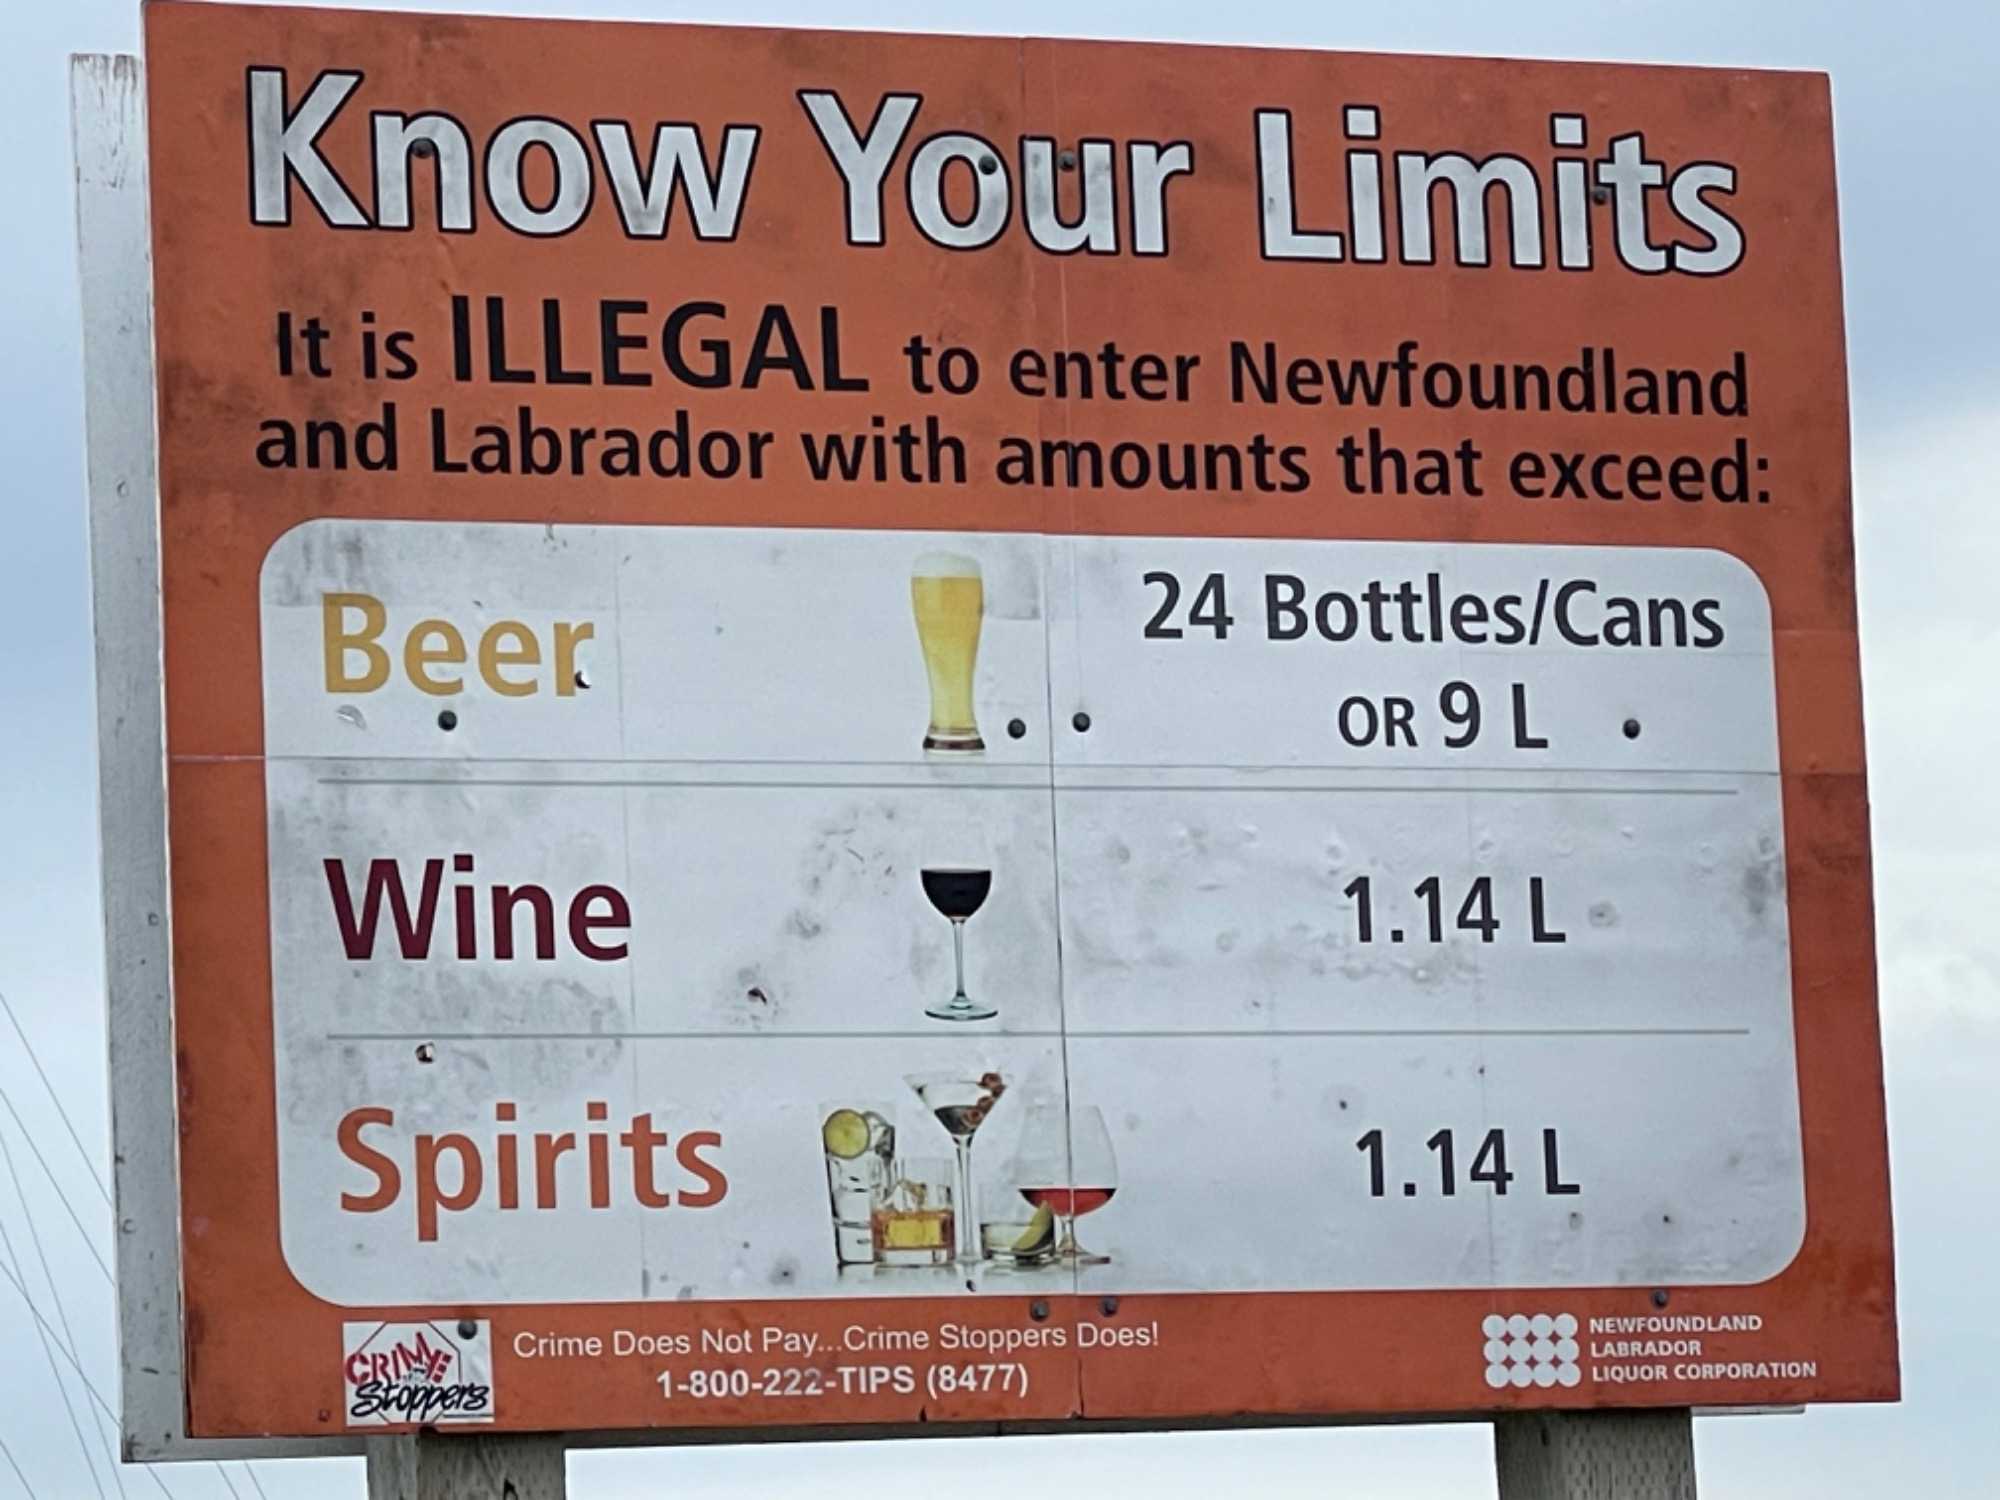 Know Your Limits
It is ILLEGAL to enter Newfoundland
and Labrador with amounts that exceed:
Beer
24 Bottles/Cans
OR 9 L
Wine
1.14 L
Spirits
1.14 L
CRIME
Stoppers
Crime Does Not Pay...Crime Stoppers Does!
1-800-222-TIPS (8477)
NEWFOUNDLAND
LABRADOR
LIQUOR CORPORATION